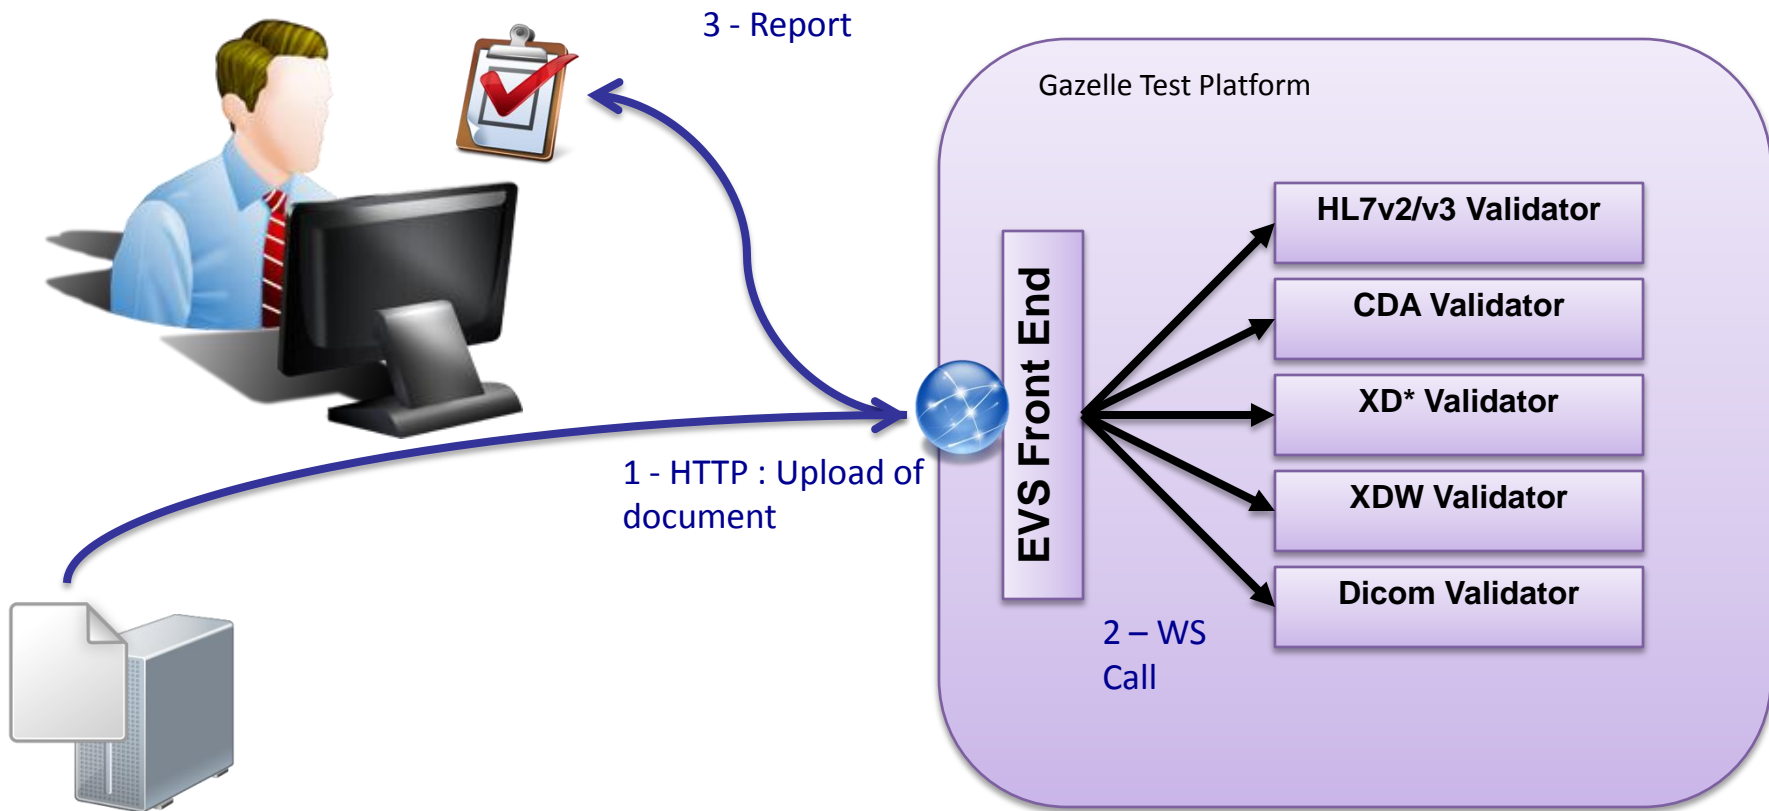 3 - Report
Gazelle Test Platform
HL7v2/v3 Validator
CDA Validator
XD* Validator
XDW Validator
Dicom Validator
EVS Front End
1 - HTTP : Upload of
document
2 – WS
Call